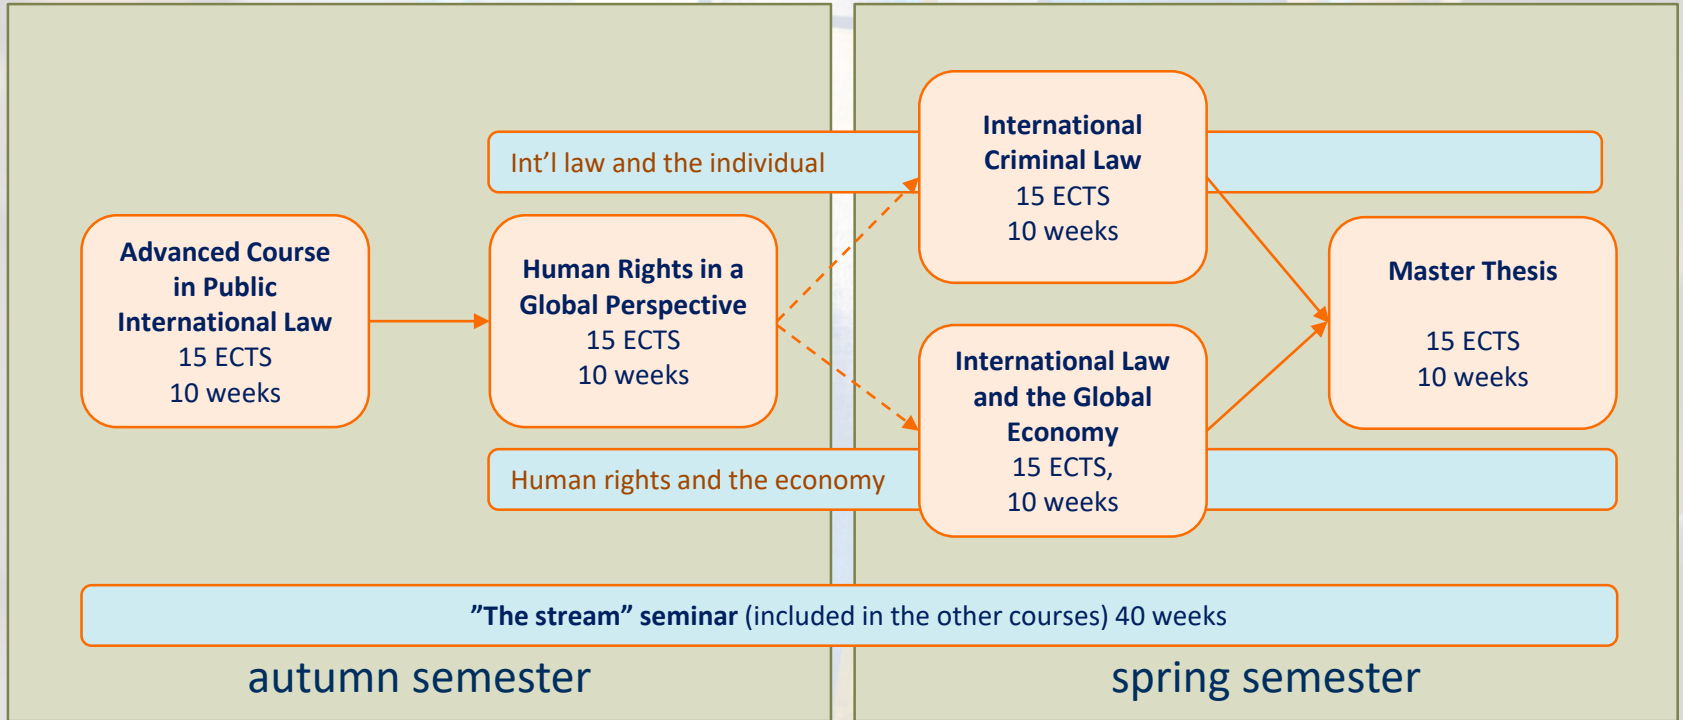 Int’l law and the individual
Advanced Course
in Public
International Law
15 ECTS
10 weeks
Human Rights in a
Global Perspective
15 ECTS
10 weeks
International
Criminal Law
15 ECTS
10 weeks
International Law
and the Global
Economy
15 ECTS,
10 weeks
Master Thesis
15 ECTS
10 weeks
Human rights and the economy
”The stream” seminar (included in the other courses) 40 weeks
autumn semester
spring semester